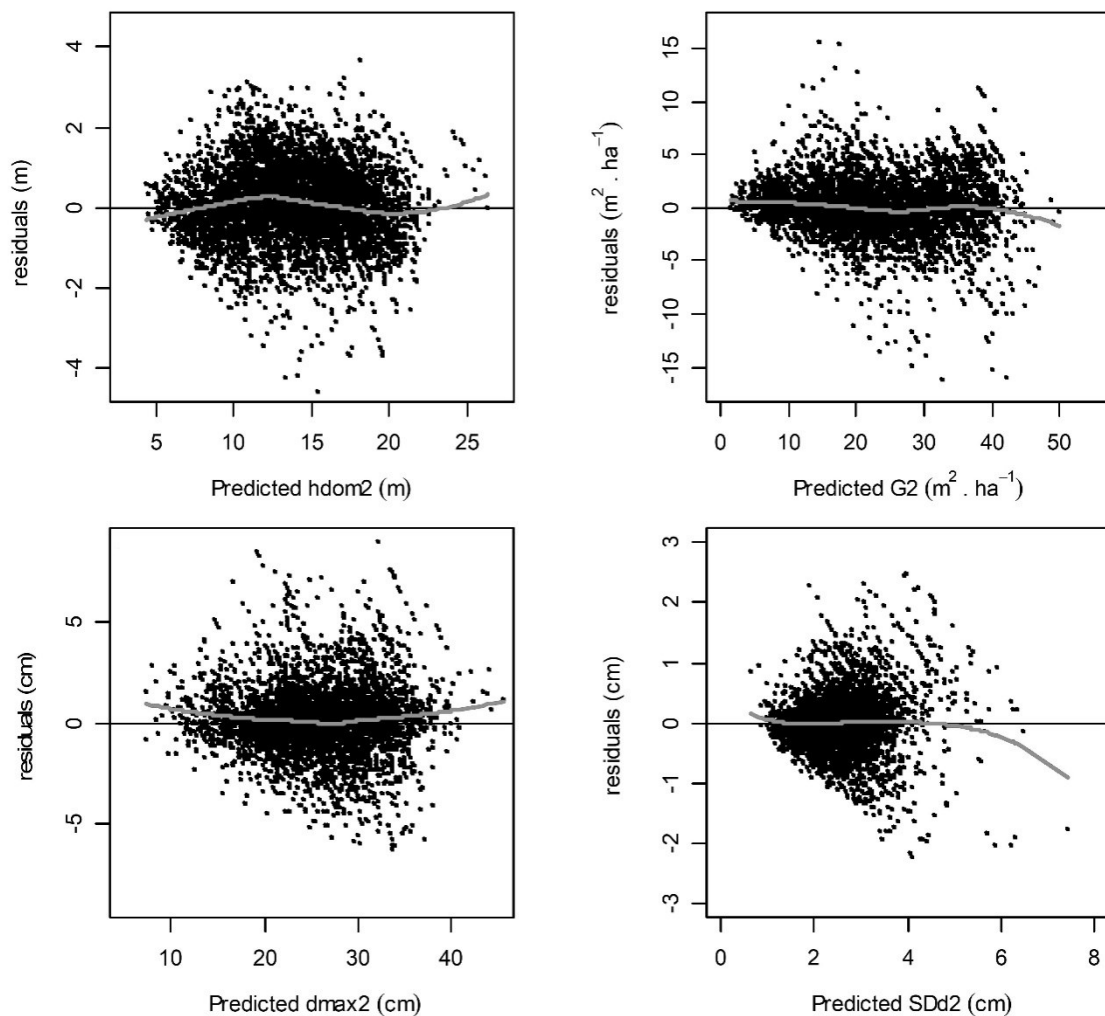 residuals (m)
4
2
0
-2
-4
5 10 15 20 25
Predicted hdom2 (m)
residuals (m² . ha⁻¹)
15
10
5
0
-5
-10
-15
0 10 20 30 40 50
Predicted G2 (m² . ha⁻¹)
residuals (cm)
5
0
-5
10 20 30 40
Predicted dmax2 (cm)
residuals (cm)
3
2
1
0
-1
-2
-3
0 2 4 6 8
Predicted SDd2 (cm)